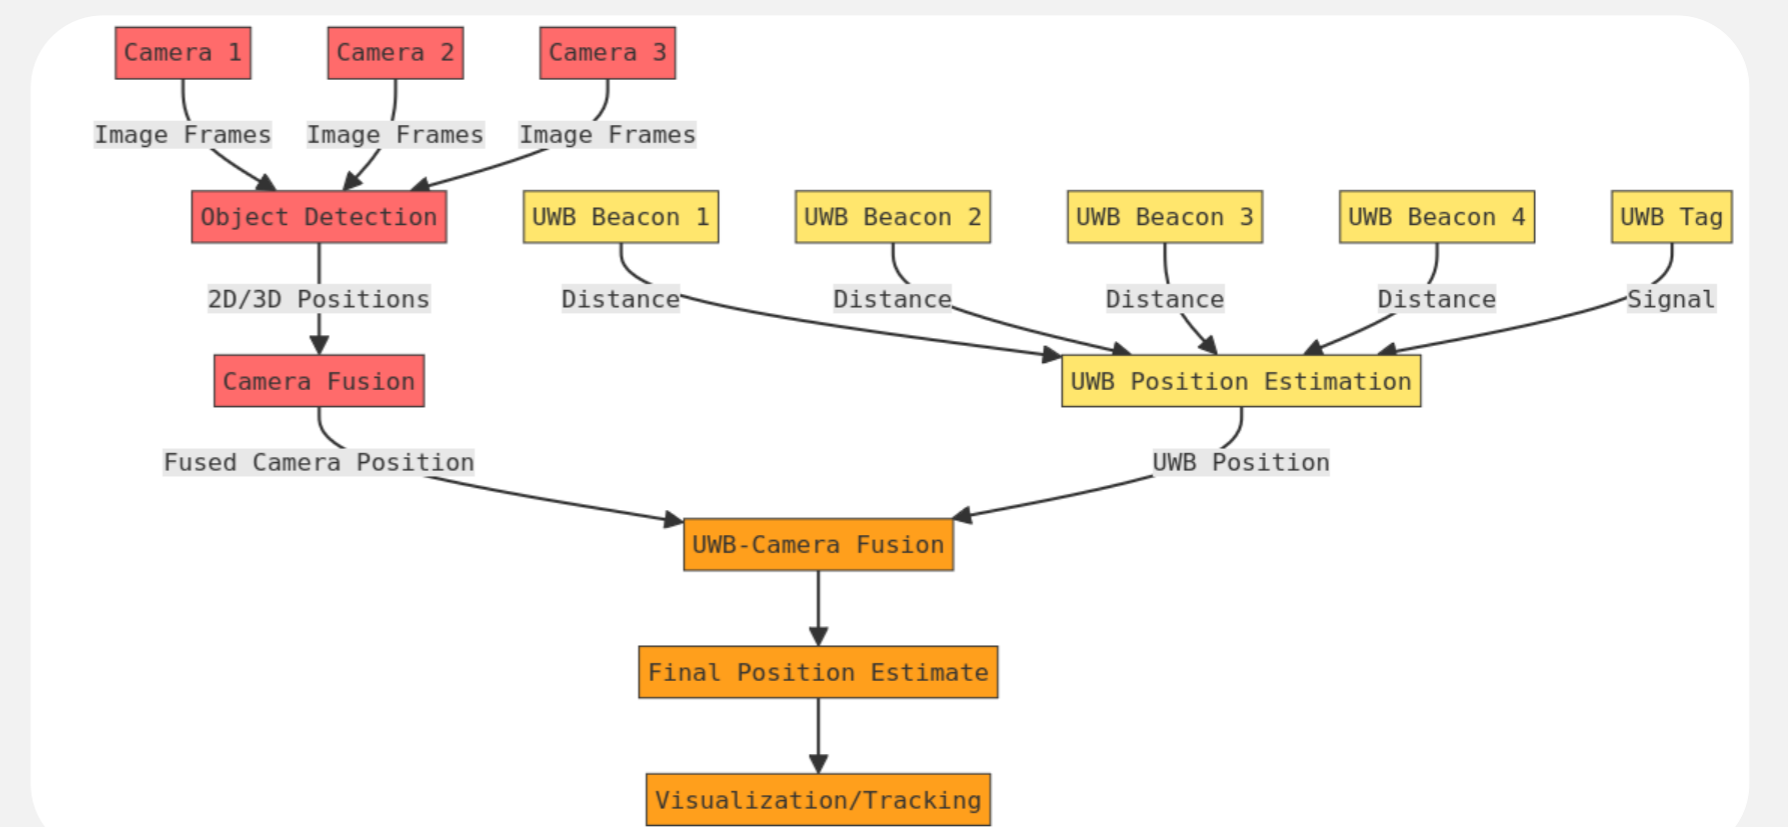 Camera 1
Camera 2
Camera 3
Image Frames
Image Frames
Image Frames
Object Detection
UWB Beacon 1
UWB Beacon 2
UWB Beacon 3
UWB Beacon 4
UWB Tag
2D/3D Positions
Distance
Distance
Distance
Distance
Signal
Camera Fusion
UWB Position Estimation
Fused Camera Position
UWB Position
UWB-Camera Fusion
Final Position Estimate
Visualization/Tracking